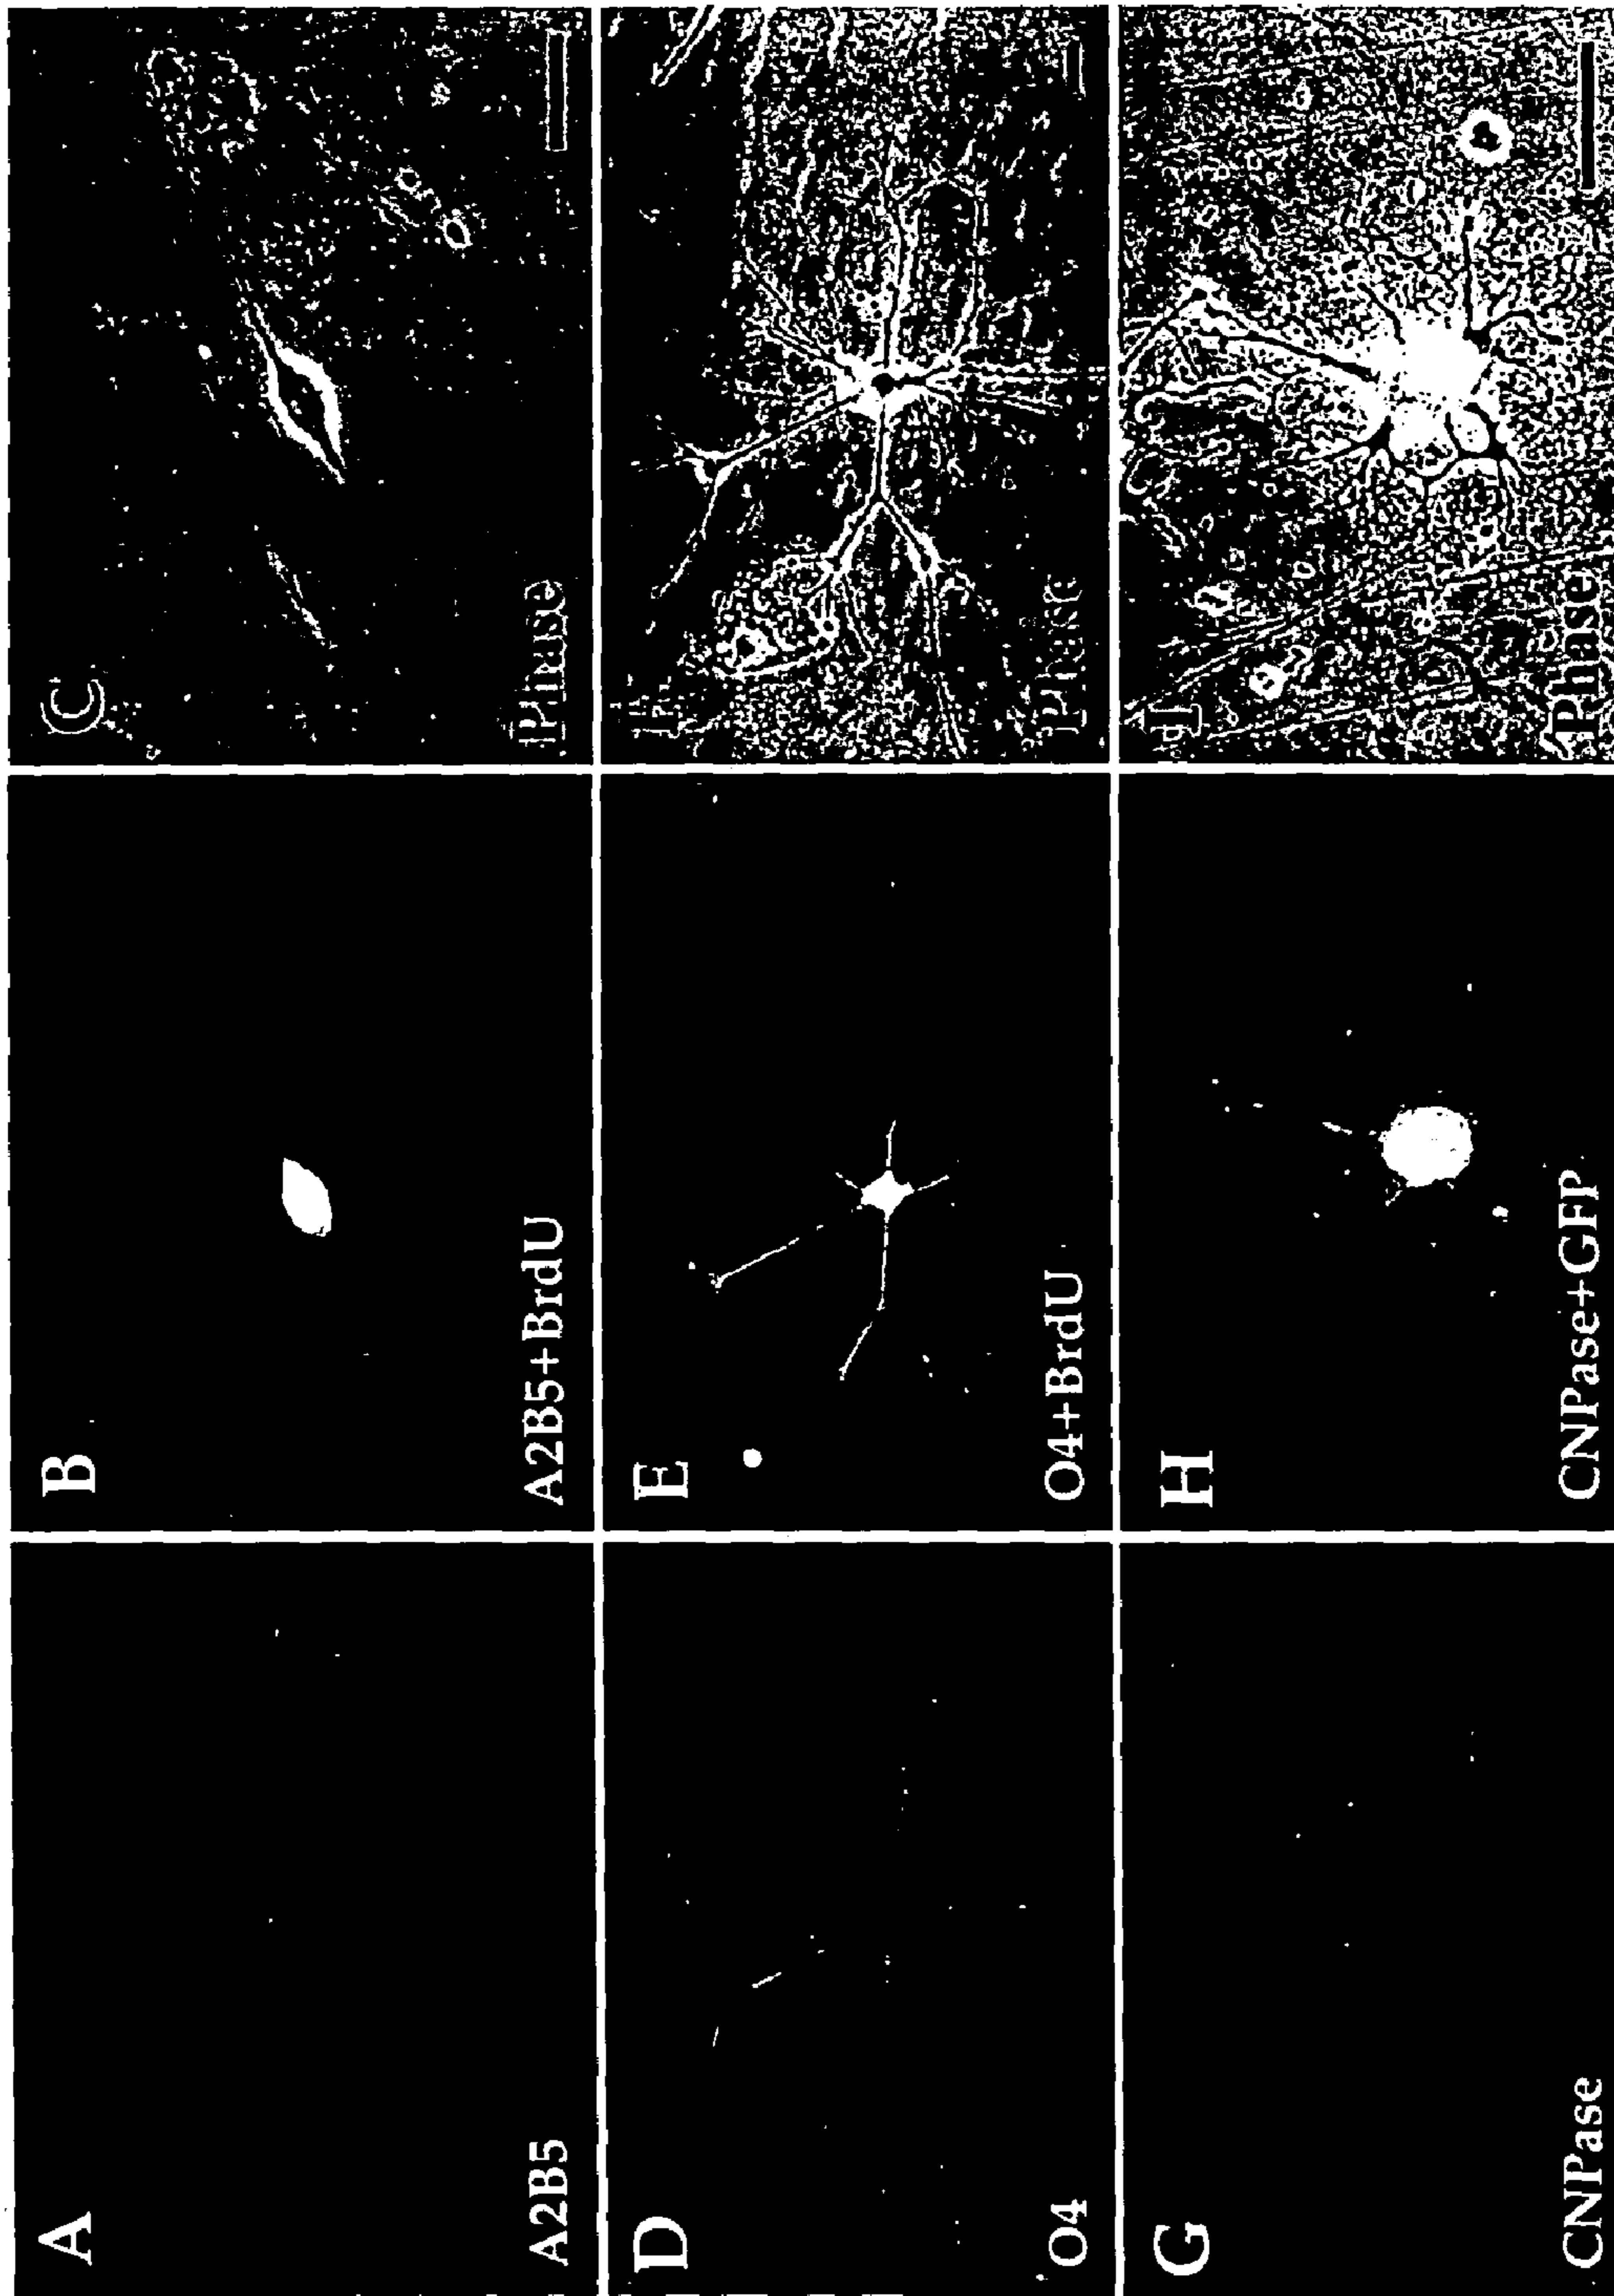 A
A2B5
B
A2B5+BrdU
C
Phase
D
O4
E
O4+BrdU
F
Phase
G
CNPase
H
CNPase+GFP
I
Phase